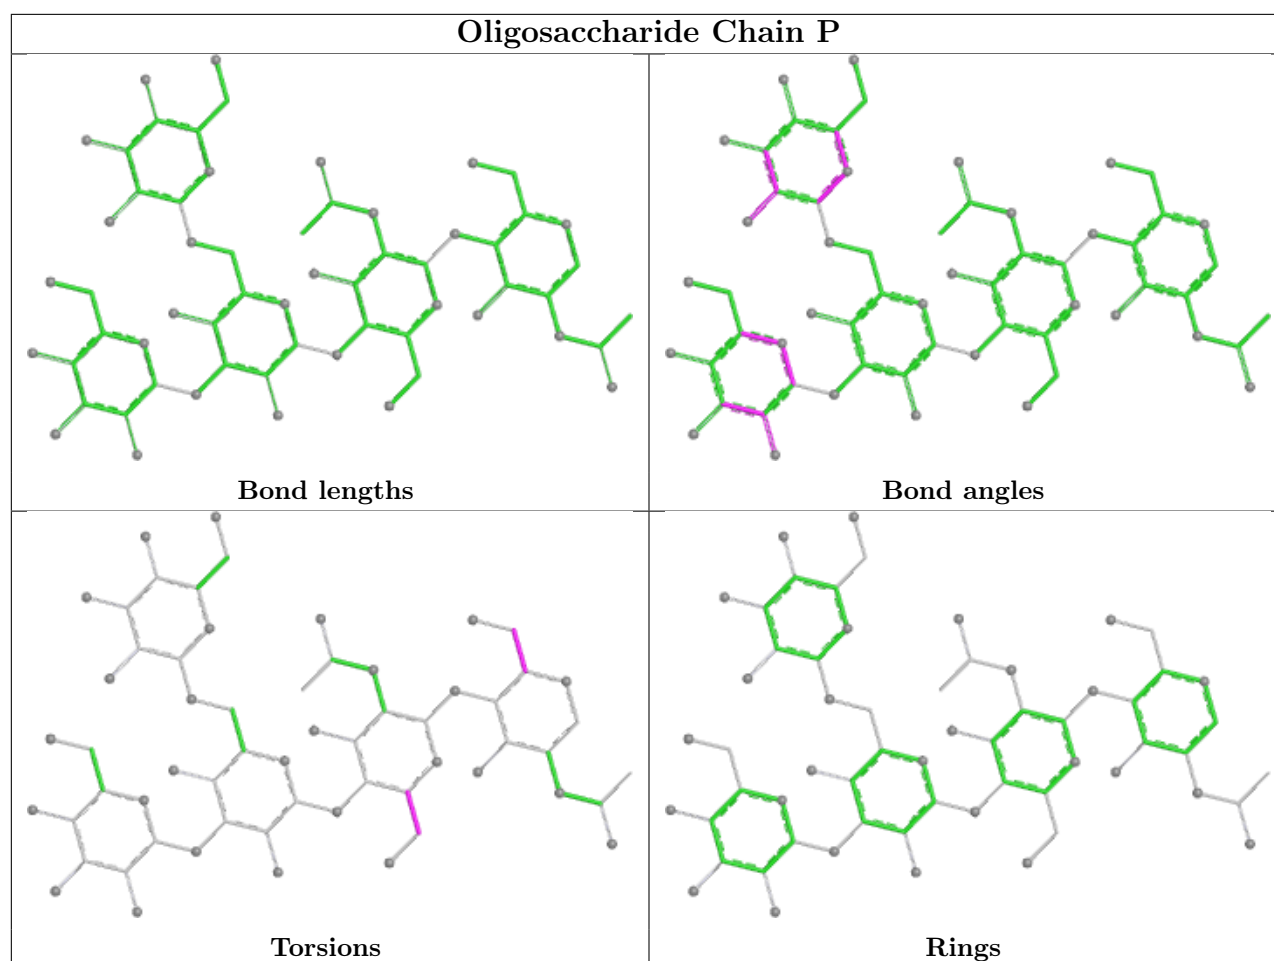 Oligosaccharide Chain P
Bond lengths
Bond angles
Torsions
Rings